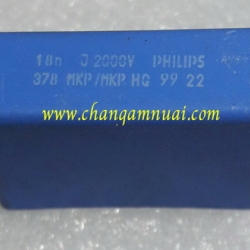 18n J 2000V PHILIPS
378 MKP/MKP HQ 99 22
www.changamnuai.com